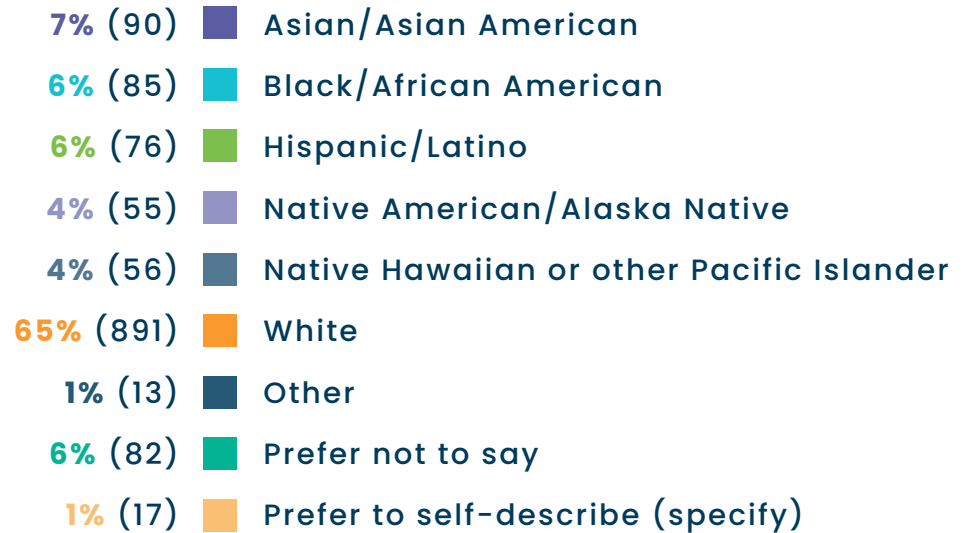 7% (90) Asian/Asian American
6% (85) Black/African American
6% (76) Hispanic/Latino
4% (55) Native American/Alaska Native
4% (56) Native Hawaiian or other Pacific Islander
65% (891) White
1% (13) Other
6% (82) Prefer not to say
1% (17) Prefer to self-describe (specify)